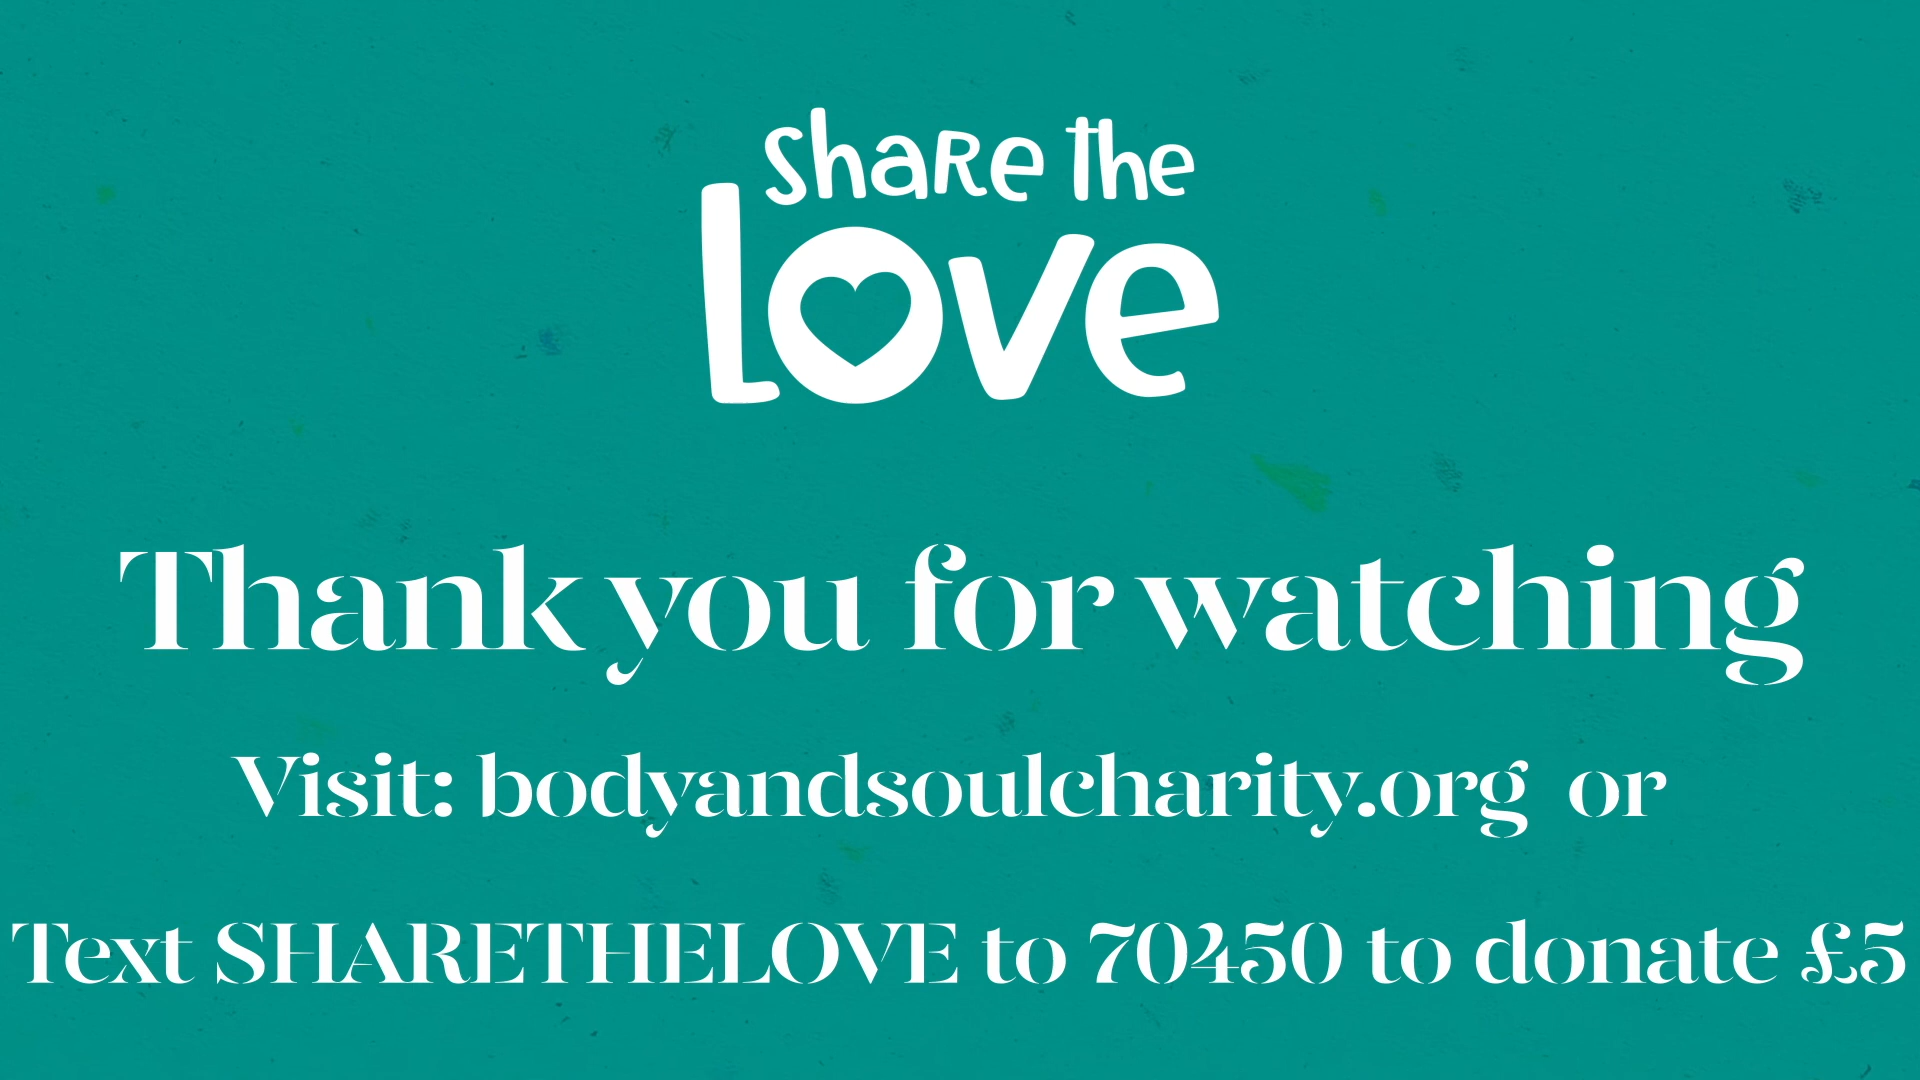 share the
Love
Thank you for watching
Visit: bodyandsoulcharity.org or
Text SHARETHELOVE to 70450 to donate £5